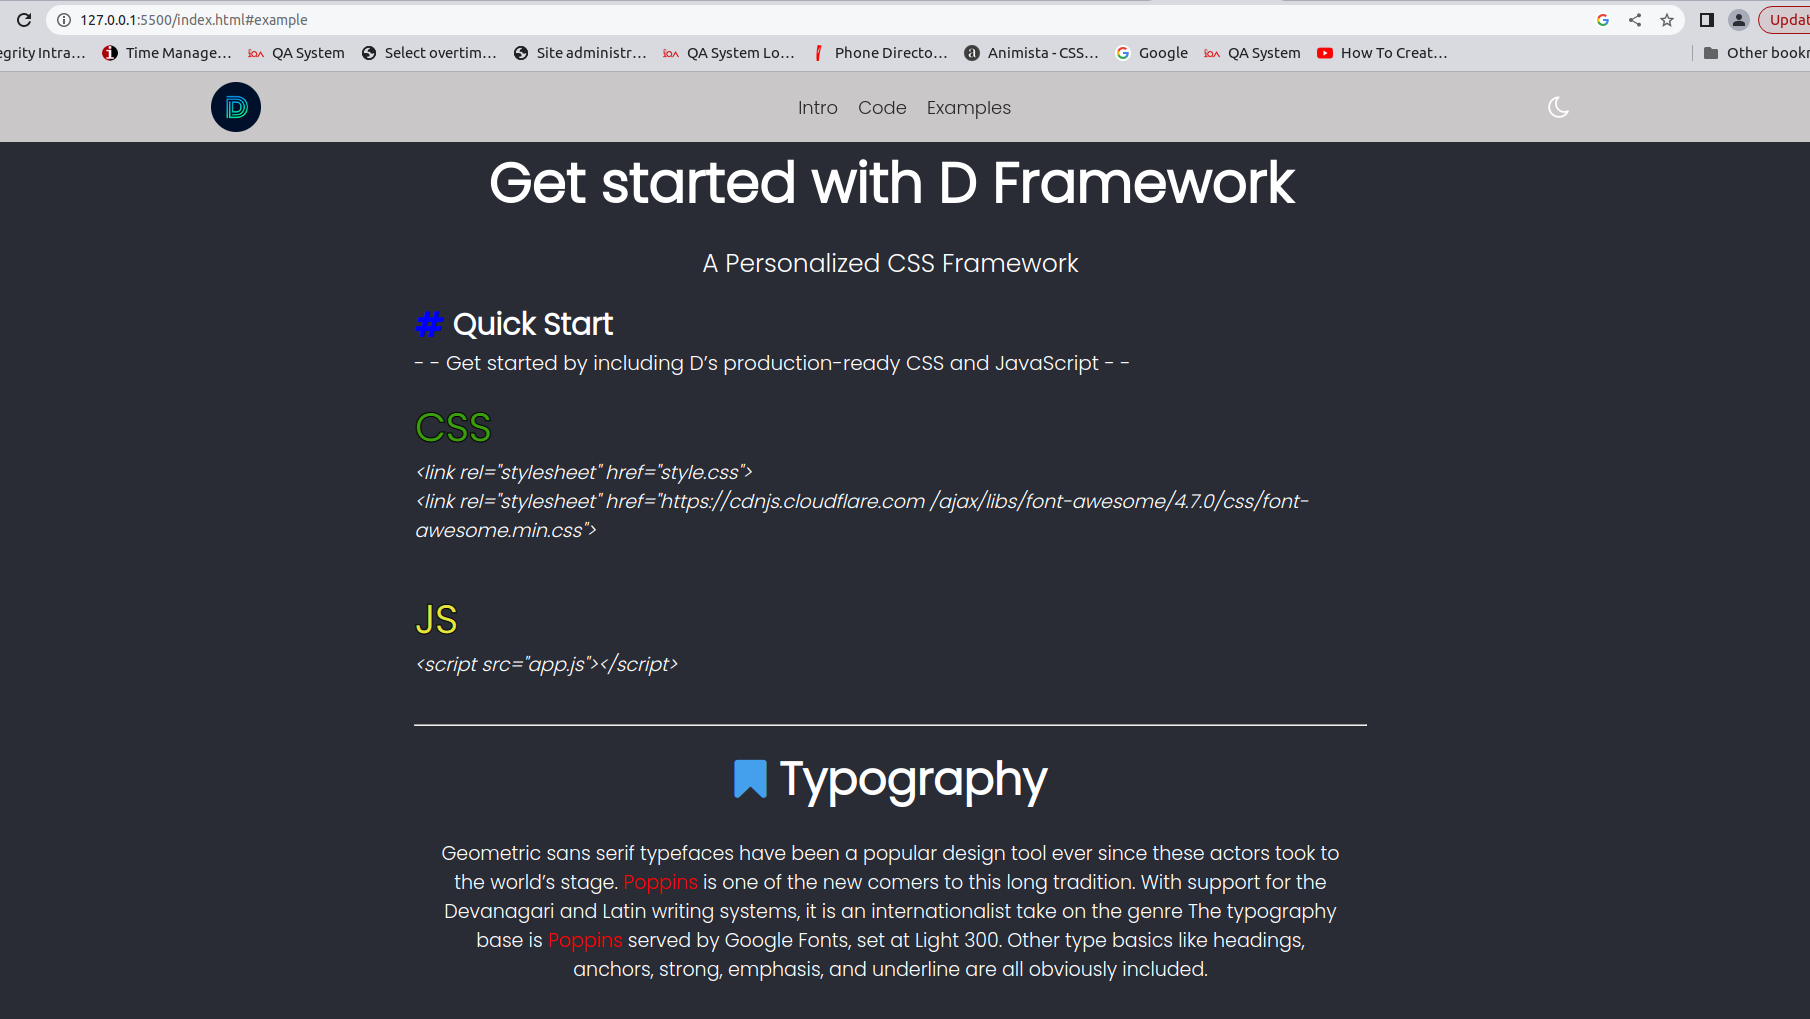 127.0.0.1:5500/index.html#example
Updat
egrity Intra...
Time Manage...
QA System
Select overtim...
Site administr...
QA System Lo...
Phone Directo...
Animista - CSS...
Google
QA System
How To Creat...
Other bookr
D
Intro
Code
Examples
Get started with D Framework
A Personalized CSS Framework
# Quick Start
- - Get started by including D’s production-ready CSS and JavaScript - -
CSS
<link rel="stylesheet" href="style.css">
<link rel="stylesheet" href="https://cdnjs.cloudflare.com /ajax/libs/font-awesome/4.7.0/css/font-
awesome.min.css">
JS
<script src="app.js"></script>
Typography
Geometric sans serif typefaces have been a popular design tool ever since these actors took to
the world’s stage. Poppins is one of the new comers to this long tradition. With support for the
Devanagari and Latin writing systems, it is an internationalist take on the genre The typography
base is Poppins served by Google Fonts, set at Light 300. Other type basics like headings,
anchors, strong, emphasis, and underline are all obviously included.